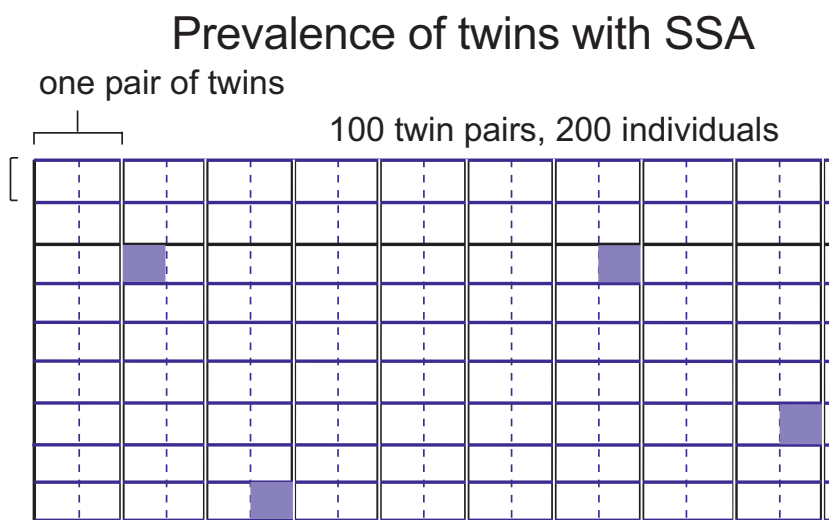 Prevalence of twins with SSA
one pair of twins
100 twin pairs, 200 individuals